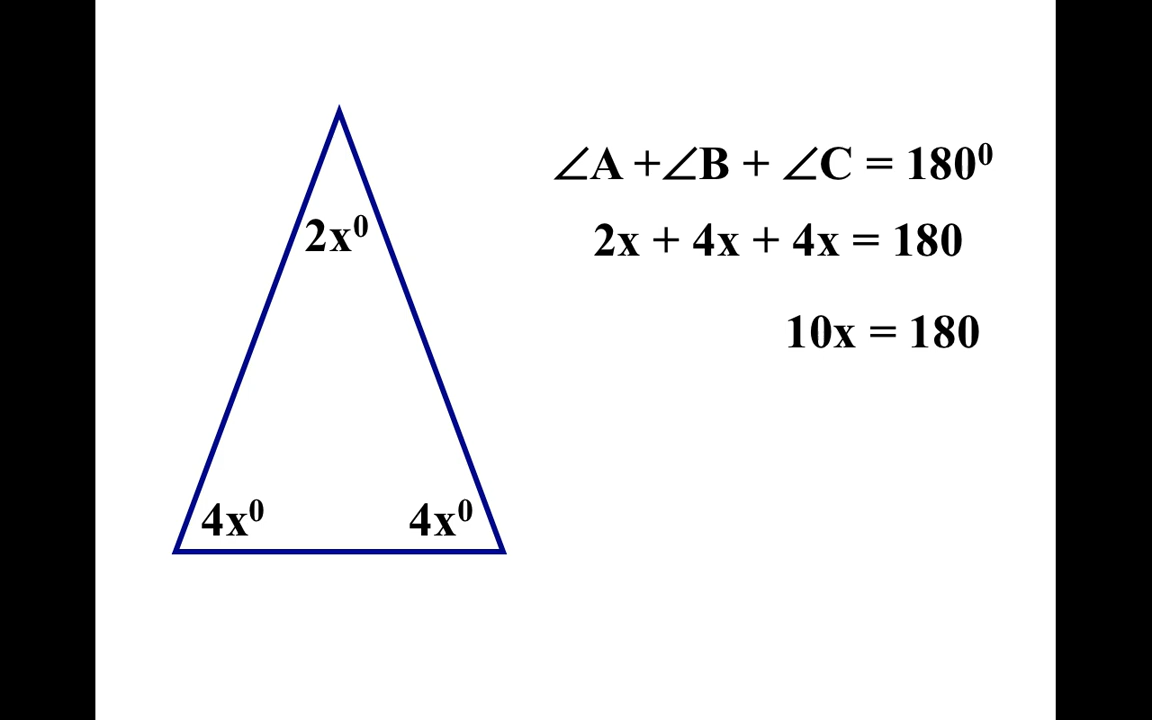 ∠A +∠B + ∠C = 180⁰
2x⁰
2x + 4x + 4x = 180
10x = 180
4x⁰ 4x⁰